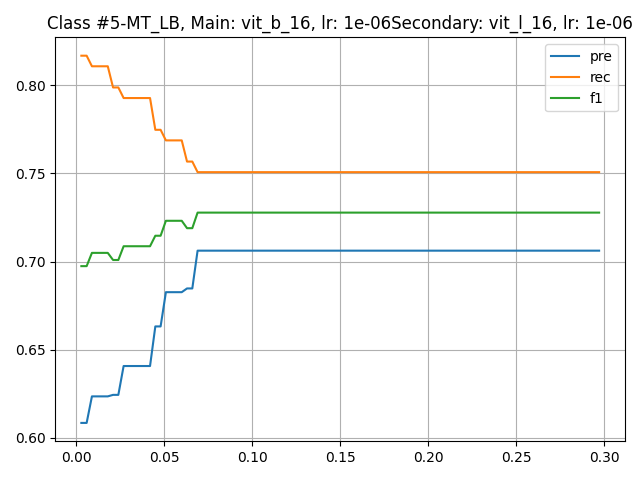 Class #5-MT_LB, Main: vit_b_16, lr: 1e-06Secondary: vit_l_16, lr: 1e-06
pre
rec
f1
0.80
0.75
0.70
0.65
0.60
0.00 0.05 0.10 0.15 0.20 0.25 0.30